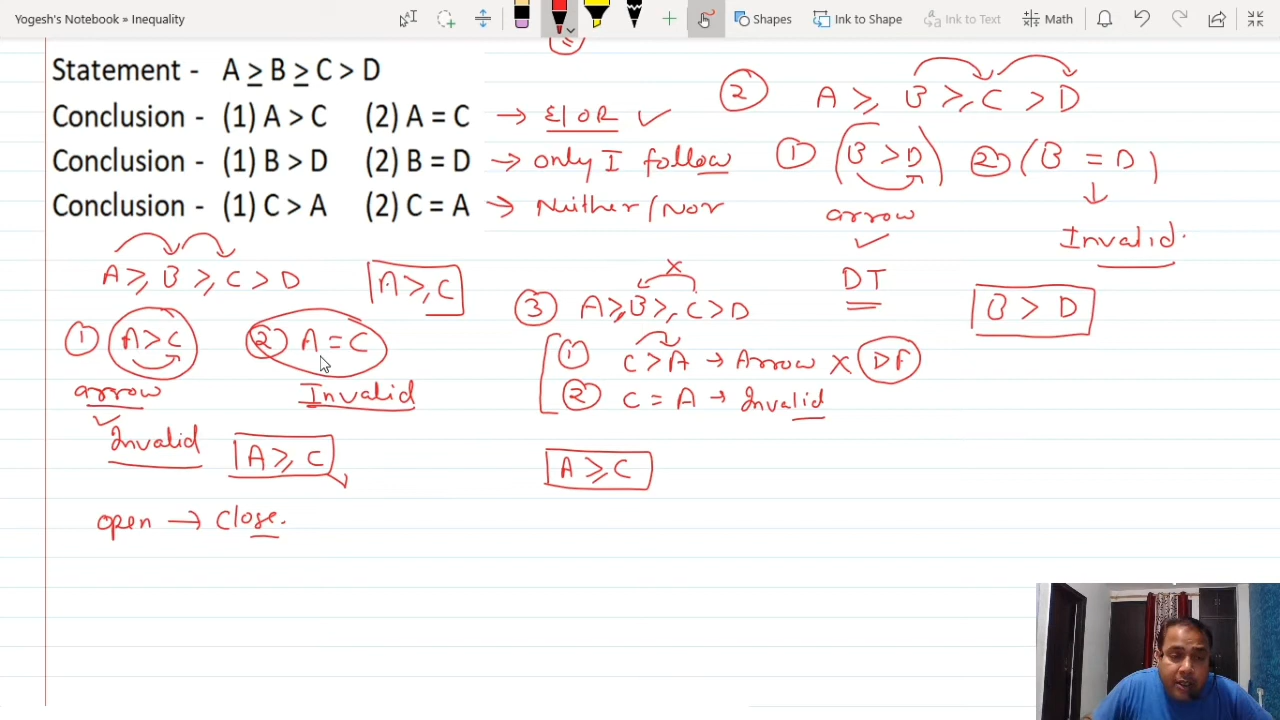 Yogesh's Notebook » Inequality
Shapes
Ink to Shape
Ink to Text
Math
Statement - A ≥ B ≥ C > D
Conclusion - (1) A > C (2) A = C → E/OR ✓
Conclusion - (1) B > D (2) B = D → only I follow
Conclusion - (1) C > A (2) C = A → Neither/Nor
A ≥ B ≥ C > D
A ≥ C
① A > C ② A = C
arrow ✓
Invalid
Invalid
A ≥ C
open → Close.
② A ≥ B ≥ C > D
① (B > D) ② (B = D)
arrow ✓
DT
Invalid.
B > D
③ A ≥ B ≥ C > D
x
① C > A → Arrow X DF
② C = A → Invalid
A ≥ C